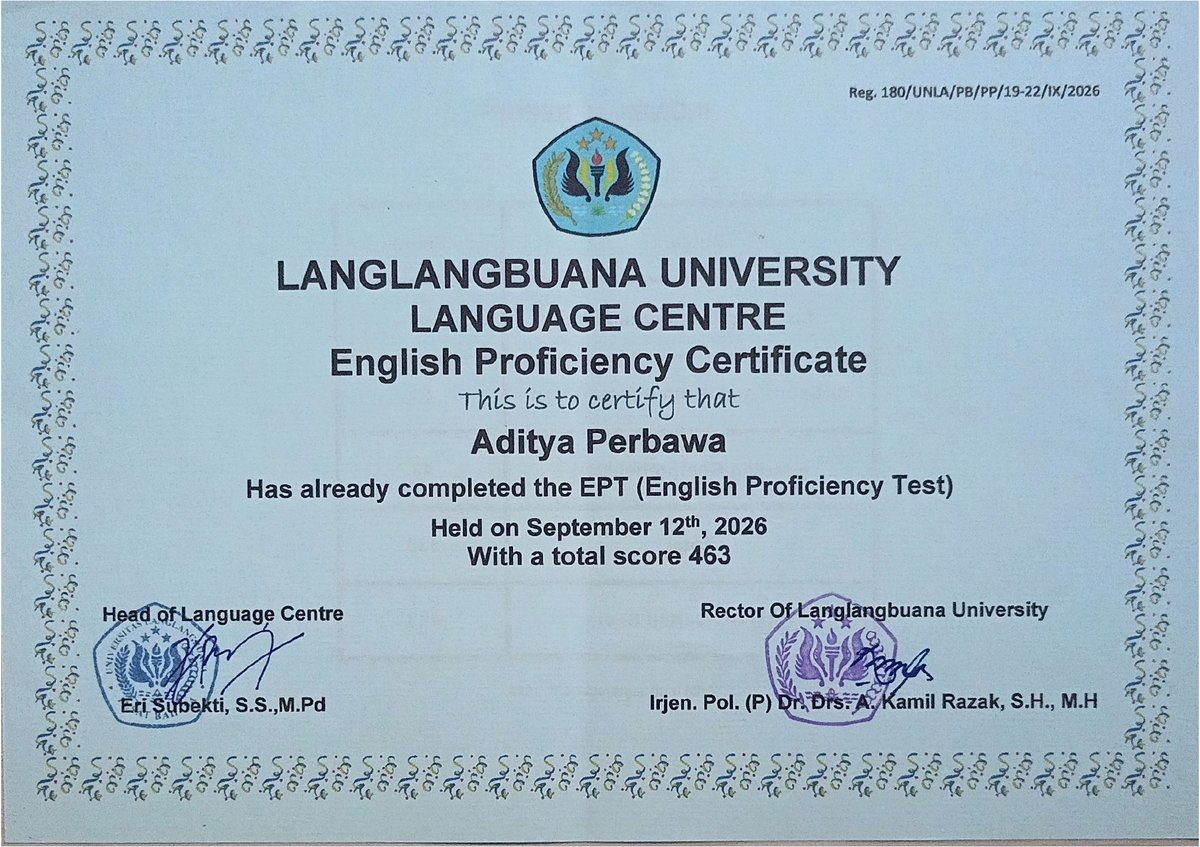 Reg. 180/UNLA/PB/PP/19-22/IX/2026
LANGLANGBUANA UNIVERSITY
LANGUAGE CENTRE
English Proficiency Certificate
This is to certify that
Aditya Perbawa
Has already completed the EPT (English Proficiency Test)
Held on September 12th, 2026
With a total score 463
Head of Language Centre
Eri Subekti, S.S.,M.Pd
Rector Of Langlangbuana University
Irjen. Pol. (P) Dr. Drs. A. Kamil Razak, S.H., M.H